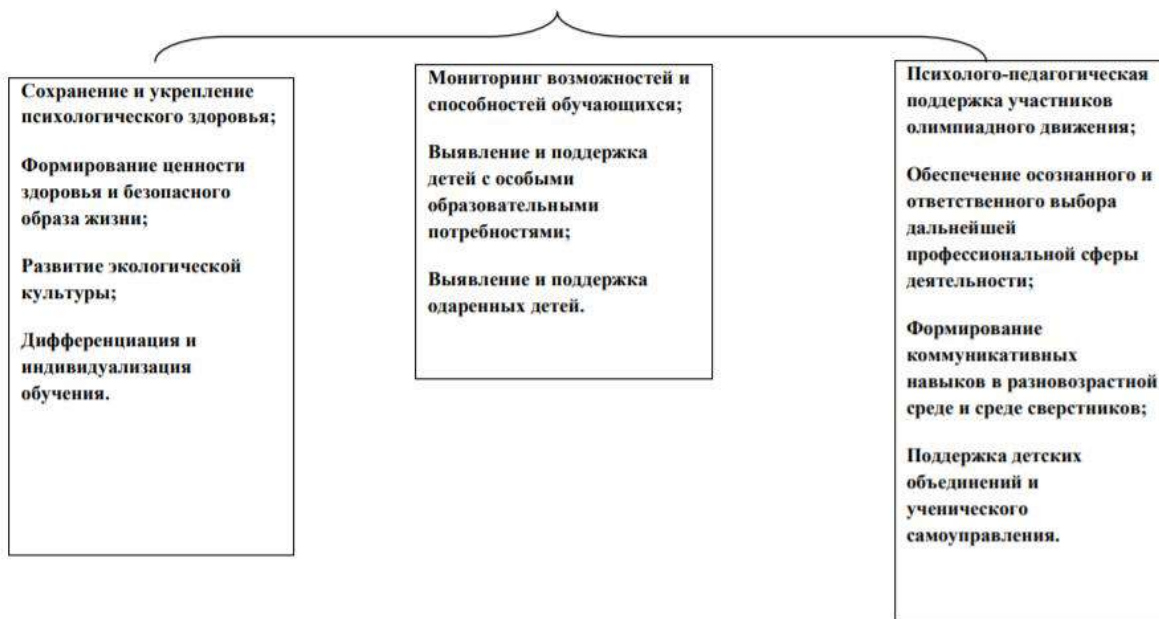 Сохранение и укрепление
психологического здоровья;
Формирование ценности
здоровья и безопасного
образа жизни;
Развитие экологической
культуры;
Дифференциация и
индивидуализация
обучения.
Мониторинг возможностей и
способностей обучающихся;
Выявление и поддержка
детей с особыми
образовательными
потребностями;
Выявление и поддержка
одаренных детей.
Психолого-педагогическая
поддержка участников
олимпиадного движения;
Обеспечение осознанного и
ответственного выбора
дальнейшей
профессиональной сферы
деятельности;
Формирование
коммуникативных
навыков в разновозрастной
среде и среде сверстников;
Поддержка детских
объединений и
ученического
самоуправления.